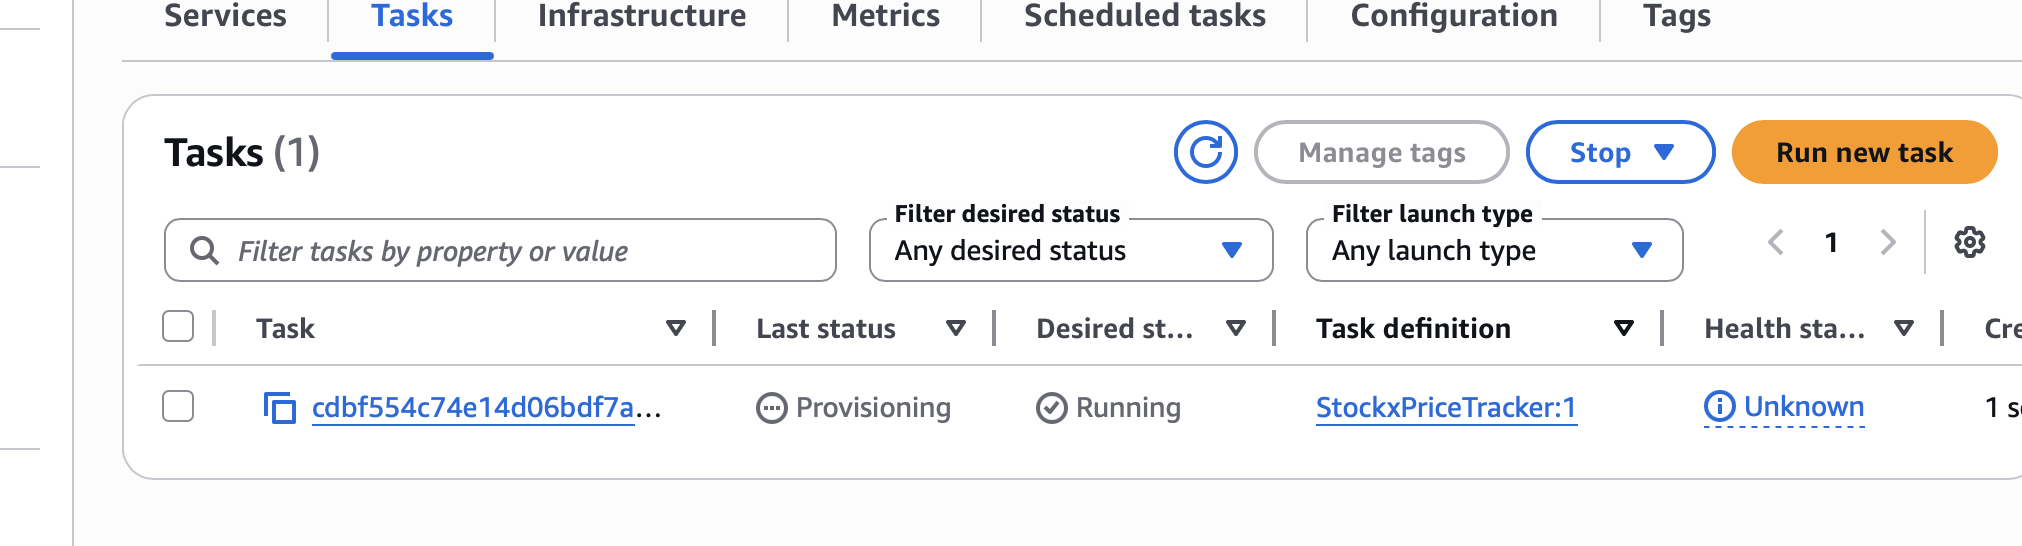 Services Tasks Infrastructure Metrics Scheduled tasks Configuration Tags
Tasks (1) Manage tags Stop Run new task
Filter desired status Filter launch type
Filter tasks by property or value Any desired status Any launch type 1
Task Last status Desired st... Task definition Health sta... Cre
cdbf554c74e14d06bdf7a... Provisioning Running StockxPriceTracker:1 Unknown 1 s